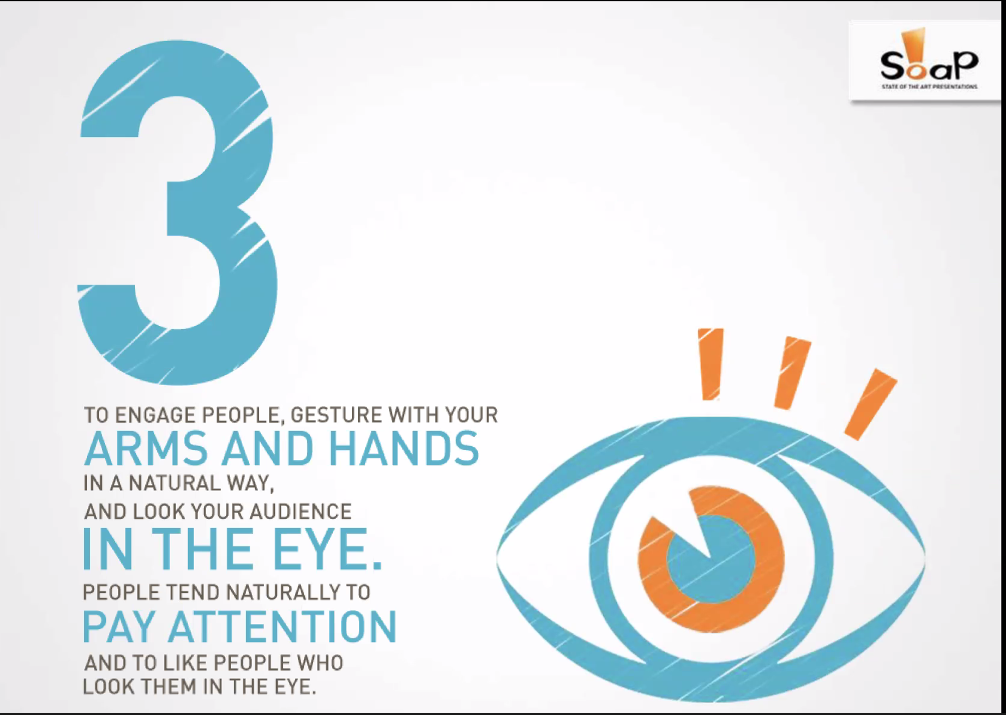 3
SOAP
STATE OF THE ART PRESENTATIONS
TO ENGAGE PEOPLE, GESTURE WITH YOUR
ARMS AND HANDS
IN A NATURAL WAY,
AND LOOK YOUR AUDIENCE
IN THE EYE.
PEOPLE TEND NATURALLY TO
PAY ATTENTION
AND TO LIKE PEOPLE WHO
LOOK THEM IN THE EYE.